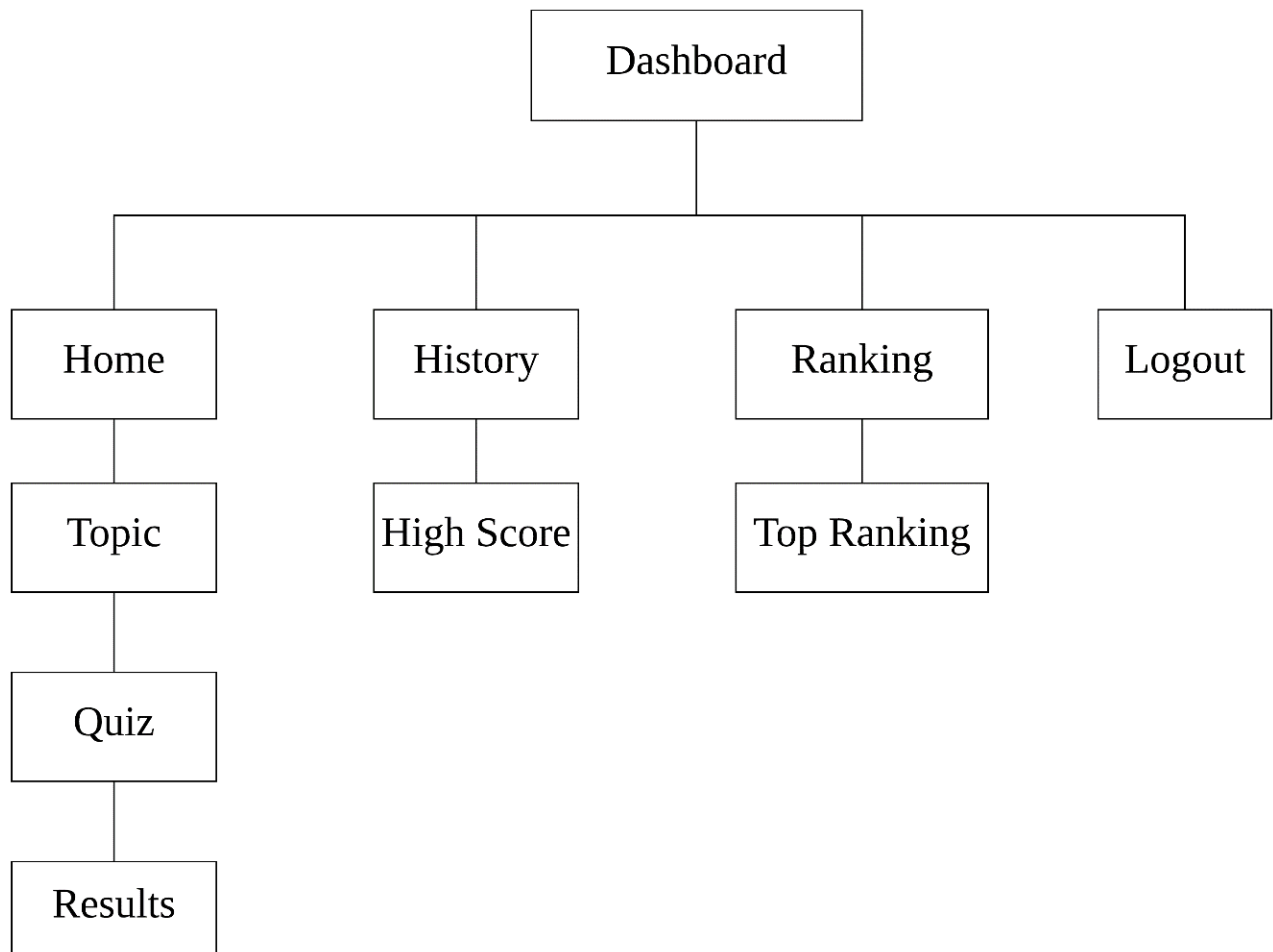 Dashboard
Home
History
Ranking
Logout
Topic
High Score
Top Ranking
Quiz
Results